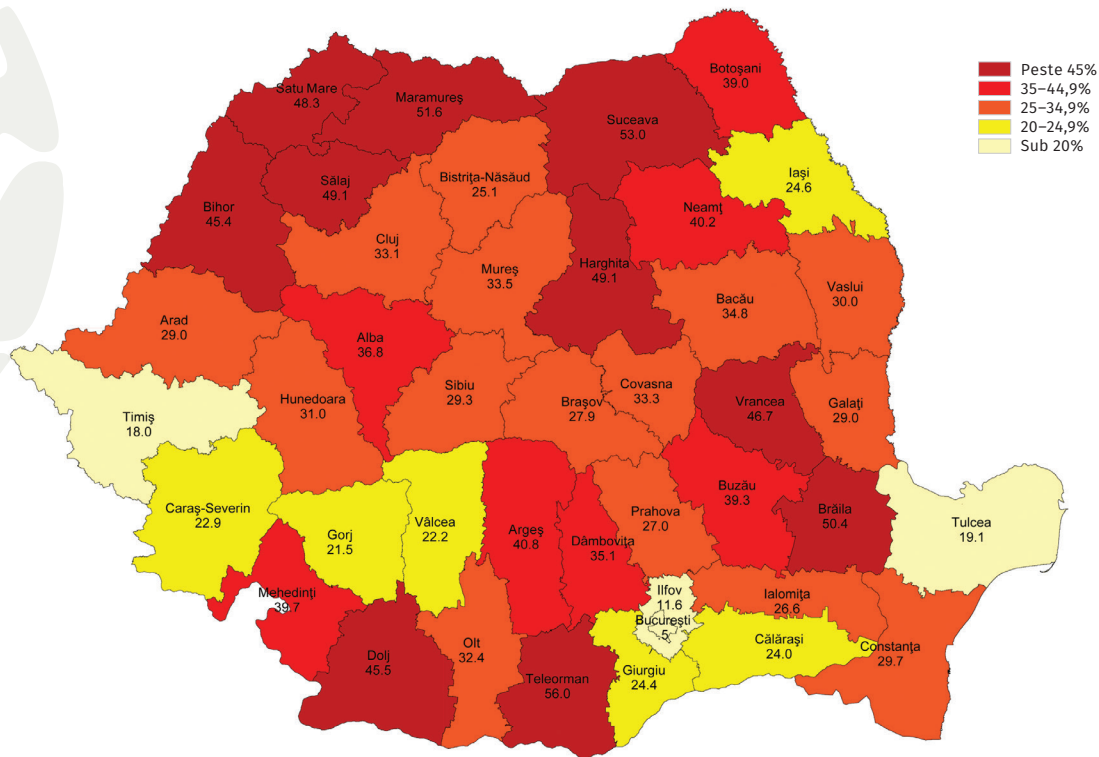 Botoşani
39.0
Peste 45%
35–44,9%
25–34,9%
20–24,9%
Sub 20%
Satu Mare
48.3
Maramureş
51.6
Suceava
53.0
Iaşi
24.6
Bistriţa-Năsăud
25.1
Sălaj
49.1
Bihor
45.4
Neamţ
40.2
Cluj
33.1
Mureş
33.5
Harghita
49.1
Bacău
34.8
Vaslui
30.0
Arad
29.0
Alba
36.8
Hunedoara
31.0
Sibiu
29.3
Braşov
27.9
Covasna
33.3
Vrancea
46.7
Galaţi
29.0
Timiş
18.0
Caraş-Severin
22.9
Gorj
21.5
Vâlcea
22.2
Argeş
40.8
Dâmboviţa
35.1
Prahova
27.0
Buzău
39.3
Brăila
50.4
Tulcea
19.1
Mehedinţi
39.7
Ilfov
11.6
Bucureşti
5
Ialomiţa
26.6
Călăraşi
24.0
Constanţa
29.7
Dolj
45.5
Olt
32.4
Teleorman
56.0
Giurgiu
24.4